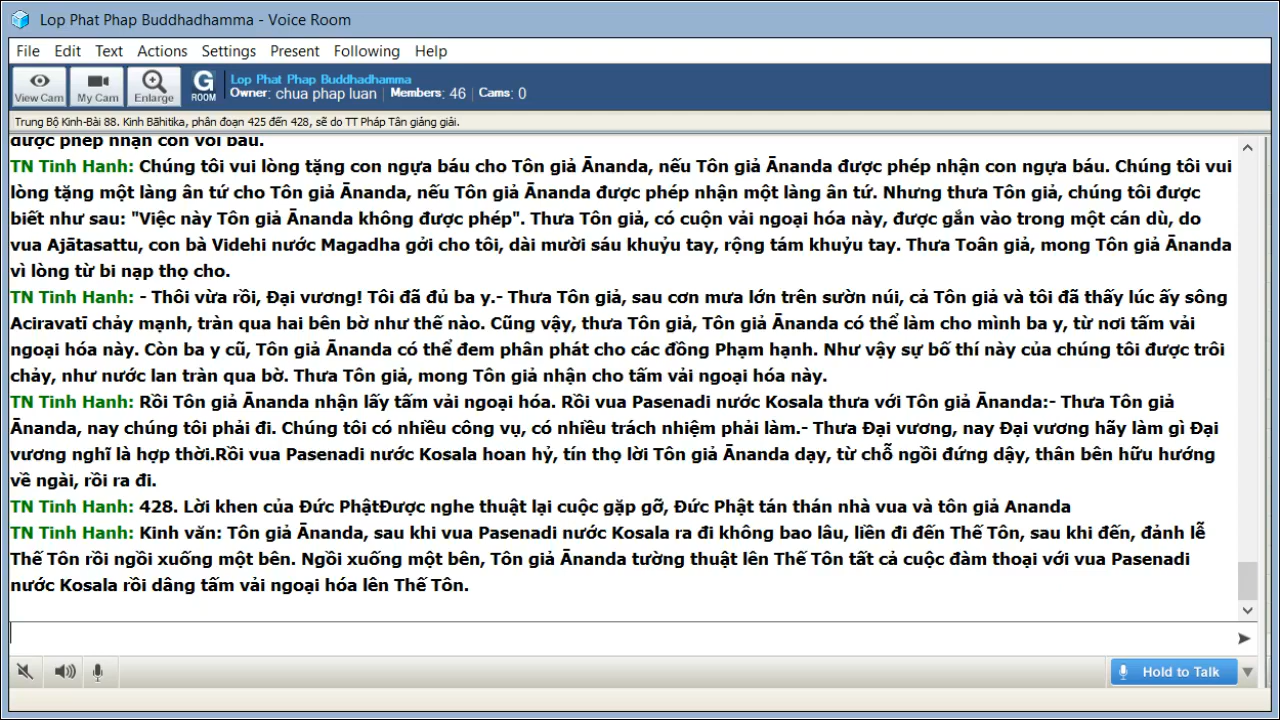 Lop Phat Phap Buddhadhamma - Voice Room
File Edit Text Actions Settings Present Following Help
View Cam My Cam Enlarge G ROOM
Lop Phat Phap Buddhadhamma
Owner: chua phap luan | Members: 46 | Cams: 0
Trung Bộ Kinh-Bài 88. Kinh Bāhitika, phân đoạn 425 đến 428, sẽ do TT Pháp Tân giảng giải.
được phép nhận con voi báu.
TN Tinh Hanh: Chúng tôi vui lòng tặng con ngựa báu cho Tôn giả Ānanda, nếu Tôn giả Ānanda được phép nhận con ngựa báu. Chúng tôi vui
lòng tặng một làng ân tứ cho Tôn giả Ānanda, nếu Tôn giả Ānanda được phép nhận một làng ân tứ. Nhưng thưa Tôn giả, chúng tôi được
biết như sau: "Việc này Tôn giả Ānanda không được phép". Thưa Tôn giả, có cuộn vải ngoại hóa này, được gắn vào trong một cán dù, do
vua Ajātasattu, con bà Videhi nước Magadha gởi cho tôi, dài mười sáu khuỷu tay, rộng tám khuỷu tay. Thưa Toân giả, mong Tôn giả Ānanda
vì lòng từ bi nạp thọ cho.
TN Tinh Hanh: - Thôi vừa rồi, Đại vương! Tôi đã đủ ba y.- Thưa Tôn giả, sau cơn mưa lớn trên sườn núi, cả Tôn giả và tôi đã thấy lúc ấy sông
Aciravatī chảy mạnh, tràn qua hai bên bờ như thế nào. Cũng vậy, thưa Tôn giả, Tôn giả Ānanda có thể làm cho mình ba y, từ nơi tấm vải
ngoại hóa này. Còn ba y cũ, Tôn giả Ānanda có thể đem phân phát cho các đồng Phạm hạnh. Như vậy sự bố thí này của chúng tôi được trôi
chảy, như nước lan tràn qua bờ. Thưa Tôn giả, mong Tôn giả nhận cho tấm vải ngoại hóa này.
TN Tinh Hanh: Rồi Tôn giả Ānanda nhận lấy tấm vải ngoại hóa. Rồi vua Pasenadi nước Kosala thưa với Tôn giả Ānanda:- Thưa Tôn giả
Ānanda, nay chúng tôi phải đi. Chúng tôi có nhiều công vụ, có nhiều trách nhiệm phải làm.- Thưa Đại vương, nay Đại vương hãy làm gì Đại
vương nghĩ là hợp thời.Rồi vua Pasenadi nước Kosala hoan hỷ, tín thọ lời Tôn giả Ānanda dạy, từ chỗ ngồi đứng dậy, thân bên hữu hướng
về ngài, rồi ra đi.
TN Tinh Hanh: 428. Lời khen của Đức PhậtĐược nghe thuật lại cuộc gặp gỡ, Đức Phật tán thán nhà vua và tôn giả Ananda
TN Tinh Hanh: Kinh văn: Tôn giả Ānanda, sau khi vua Pasenadi nước Kosala ra đi không bao lâu, liền đi đến Thế Tôn, sau khi đến, đảnh lễ
Thế Tôn rồi ngồi xuống một bên. Ngồi xuống một bên, Tôn giả Ānanda tường thuật lên Thế Tôn tất cả cuộc đàm thoại với vua Pasenadi
nước Kosala rồi dâng tấm vải ngoại hóa lên Thế Tôn.
Hold to Talk